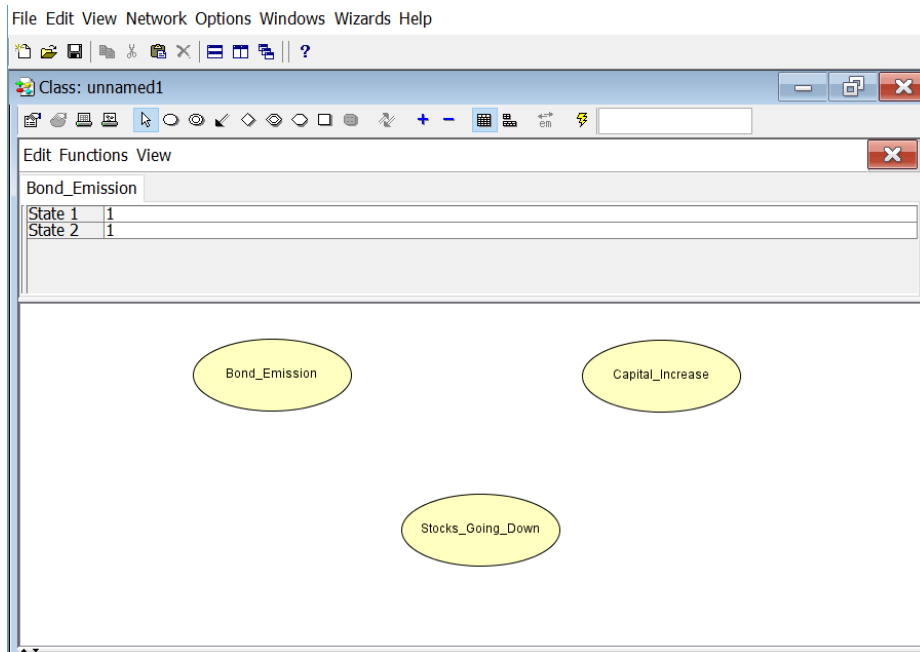 File Edit View Network Options Windows Wizards Help
?
Class: unnamed1
em
Edit Functions View
Bond_Emission
State 1 1
State 2 1
Bond_Emission
Capital_Increase
Stocks_Going_Down